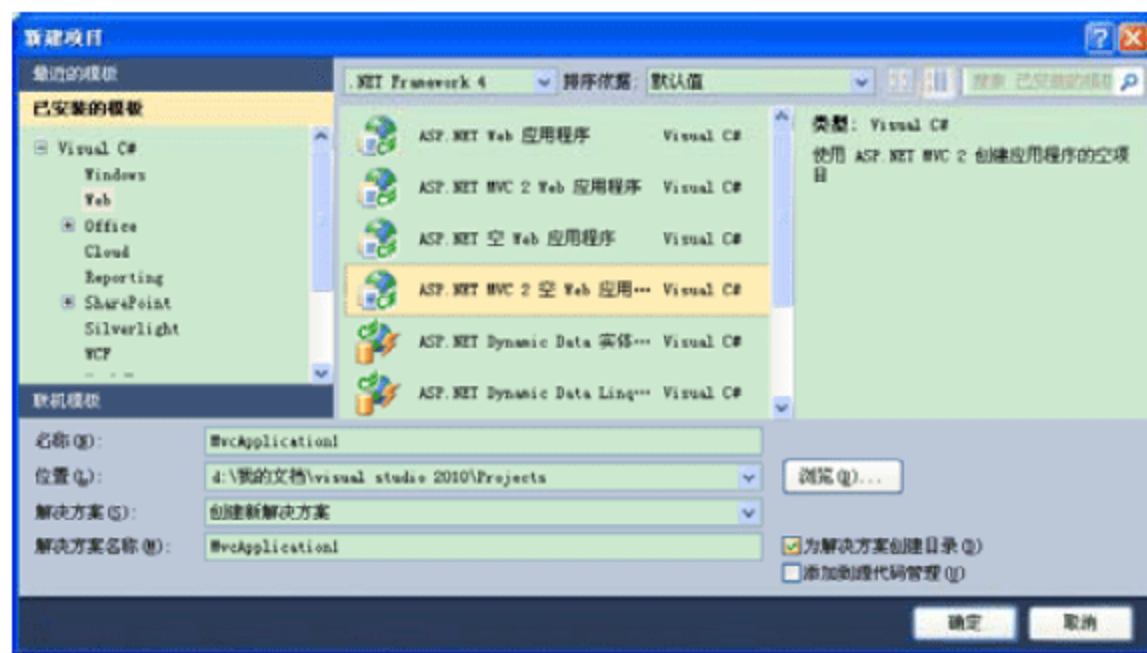 新建项目
最近的模板
已安装的模板
Visual C#
Windows
Web
Office
Cloud
Reporting
SharePoint
Silverlight
WCF
联机模板
.NET Framework 4 排序依据: 默认值 搜索 已安装的模板
ASP.NET Web 应用程序 Visual C#
ASP.NET MVC 2 Web 应用程序 Visual C#
ASP.NET 空 Web 应用程序 Visual C#
ASP.NET MVC 2 空 Web 应用… Visual C#
ASP.NET Dynamic Data 实体… Visual C#
ASP.NET Dynamic Data Linq… Visual C#
类型: Visual C#
使用 ASP.NET MVC 2 创建应用程序的空项
目
名称(N): MvcApplication1
位置(L): d:\我的文档\visual studio 2010\Projects 浏览(B)...
解决方案(S): 创建新解决方案
解决方案名称(M): MvcApplication1
为解决方案创建目录(D)
添加到源代码管理(U)
确定 取消